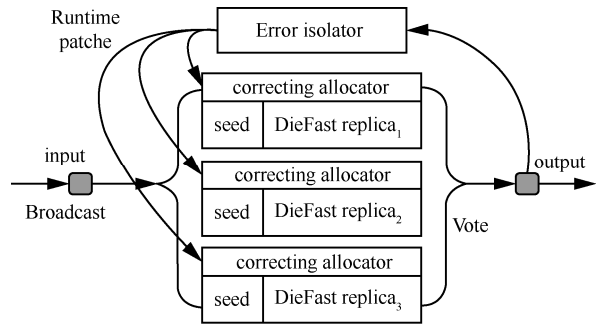 Runtime
patche
Error isolator
correcting allocator
seed DieFast replica₁
input
Broadcast
correcting allocator
seed DieFast replica₂
output
Vote
correcting allocator
seed DieFast replica₃